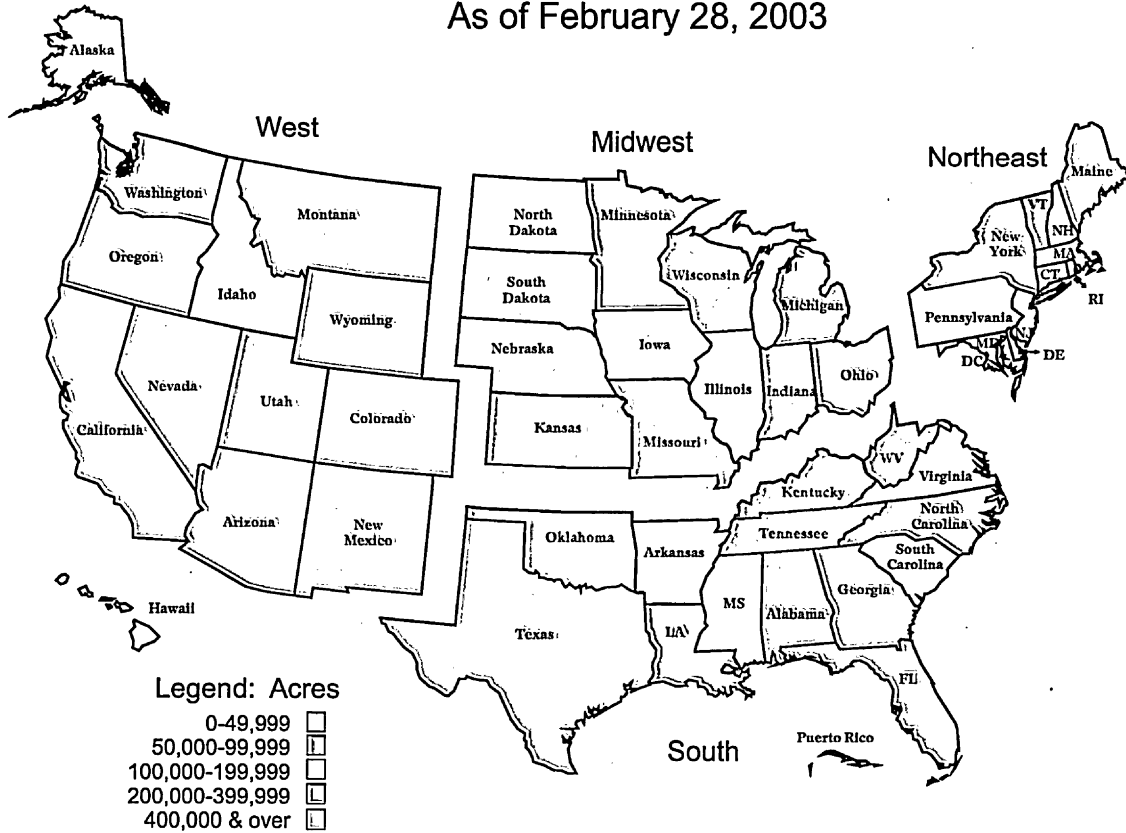 As of February 28, 2003
Alaska
West
Midwest
Northeast
Maine
Washington
Montana
North
Dakota
Minnesota
VT
NH
New
York
MA
Oregon
Idaho
South
Dakota
Wisconsin
Michigan
CT
RI
Wyoming
Pennsylvania
NJ
Nebraska
Iowa
MD
DC
DE
Nevada
Utah
Colorado
Illinois
Indiana
Ohio
California
Kansas
Missouri
WV
Virginia
Kentucky
Arizona
New
Mexico
Oklahoma
Arkansas
Tennessee
North
Carolina
South
Carolina
Hawaii
Texas
LA
MS
Alabama
Georgia
FL
Legend: Acres
0-49,999
50,000-99,999
100,000-199,999
200,000-399,999
400,000 & over
South
Puerto Rico